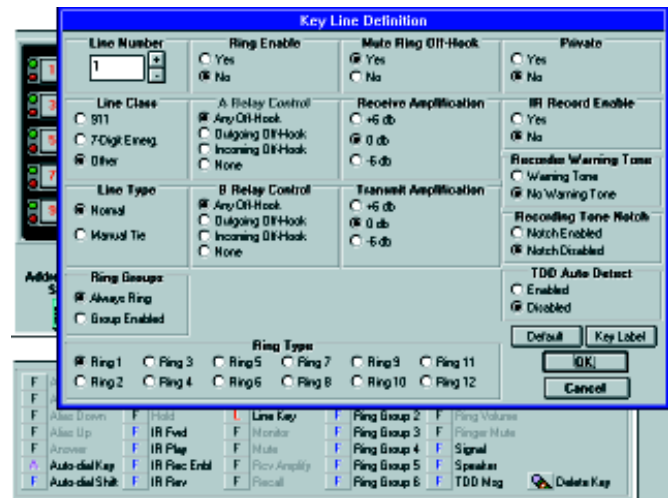 Key Line Definition
Line Number
1
Ring Enable
Yes
No
Mute Ring Off-Hook
Yes
No
Private
Yes
No
Line Class
911
7-Digit Emerg.
Other
A Relay Control
Any Off-Hook
Outgoing Off-Hook
Incoming Off-Hook
None
Receive Amplification
+6 db
0 db
-6 db
IR Record Enable
Yes
No
Recorder Warning Tone
Warning Tone
No Warning Tone
Line Type
Normal
Manual Tie
B Relay Control
Any Off-Hook
Outgoing Off-Hook
Incoming Off-Hook
None
Transmit Amplification
+6 db
0 db
-6 db
Recording Tone Notch
Notch Enabled
Notch Disabled
Ring Groups
Always Ring
Group Enabled
TDD Auto Detect
Enabled
Disabled
Default Key Label
OK
Cancel
Ring Type
Ring 1 Ring 3 Ring 5 Ring 7 Ring 9 Ring 11
Ring 2 Ring 4 Ring 6 Ring 8 Ring 10 Ring 12
1
3
5
7
9
F Alias Down F Hold L Line Key F Ring Group 2 F Ring Volume
F Alias Up F IR Fwd F Monitor F Ring Group 3 F Ringer Mute
F Answer F IR Play F Mute F Ring Group 4 F Signal
A Auto-dial Key F IR Rec Enbl F Rcv Amplify F Ring Group 5 F Speaker
F Auto-dial Shift F IR Rev F Recall F Ring Group 6 F TDD Msg Delete Key